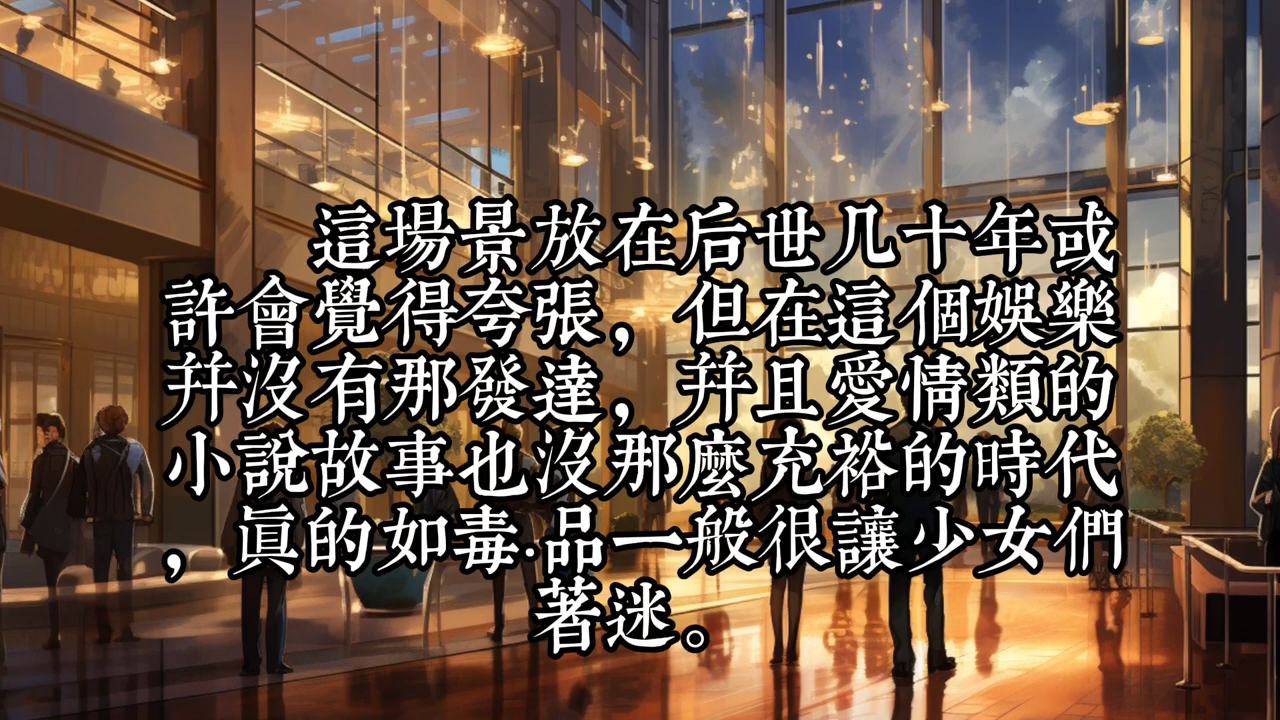 這場景放在后世几十年或
許會覺得夸張，但在這個娛樂
并沒有那發達，并且愛情類的
小說故事也沒那麼充裕的時代
，真的如毒·品一般很讓少女們
著迷。